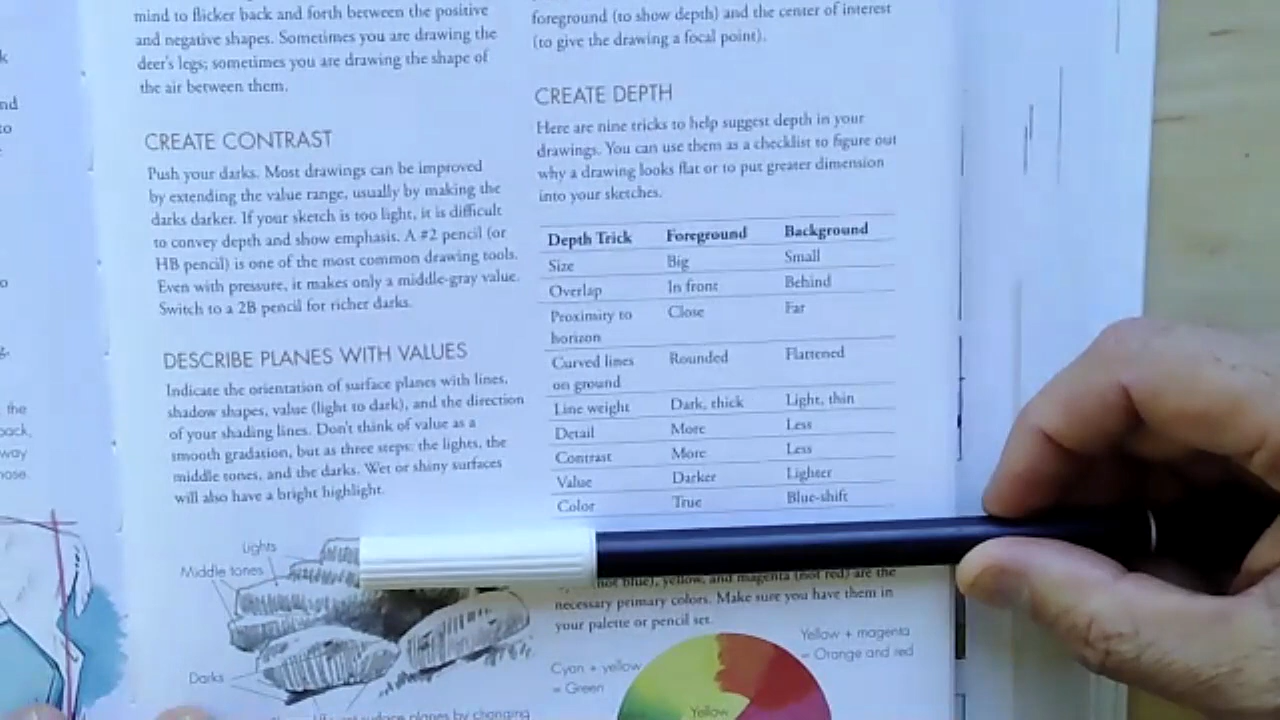 k
nd
to
o
g,
the
back,
way
nose.
mind to flicker back and forth between the positive
and negative shapes. Sometimes you are drawing the
deer's legs; sometimes you are drawing the shape of
the air between them.
CREATE CONTRAST
Push your darks. Most drawings can be improved
by extending the value range, usually by making the
darks darker. If your sketch is too light, it is difficult
to convey depth and show emphasis. A #2 pencil (or
HB pencil) is one of the most common drawing tools.
Even with pressure, it makes only a middle-gray value.
Switch to a 2B pencil for richer darks.
DESCRIBE PLANES WITH VALUES
Indicate the orientation of surface planes with lines,
shadow shapes, value (light to dark), and the direction
of your shading lines. Don't think of value as a
smooth gradation, but as three steps: the lights, the
middle tones, and the darks. Wet or shiny surfaces
will also have a bright highlight.
Lights
Middle tones
Darks
surface planes by changing
foreground (to show depth) and the center of interest
(to give the drawing a focal point).
CREATE DEPTH
Here are nine tricks to help suggest depth in your
drawings. You can use them as a checklist to figure out
why a drawing looks flat or to put greater dimension
into your sketches.
Depth Trick Foreground Background
Size Big Small
Overlap In front Behind
Proximity to Close Far
horizon
Curved lines Rounded Flattened
on ground
Line weight Dark, thick Light, thin
Detail More Less
Contrast More Less
Value Darker Lighter
Color True Blue-shift
(not blue), yellow, and magenta (not red) are the
necessary primary colors. Make sure you have them in
your palette or pencil set.
Yellow + magenta
= Orange and red
Cyan + yellow
= Green
Yellow